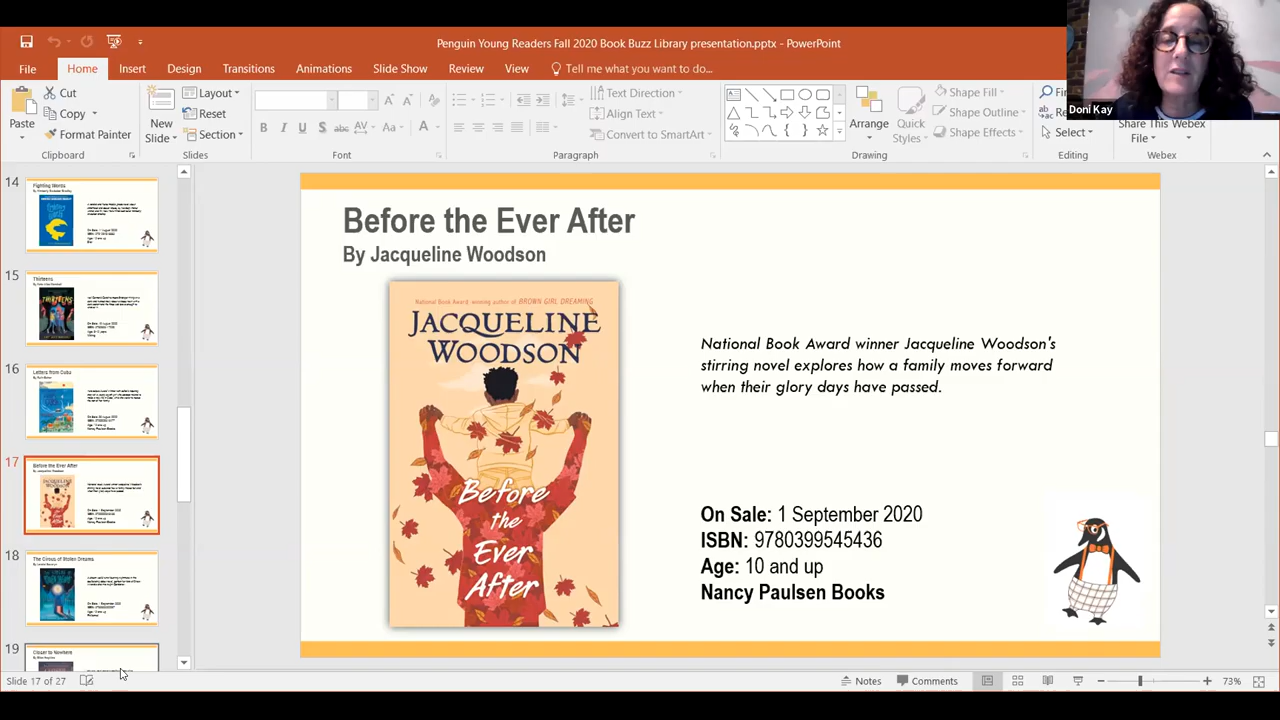 Penguin Young Readers Fall 2020 Book Buzz Library presentation.pptx - PowerPoint
File Home Insert Design Transitions Animations Slide Show Review View Tell me what you want to do...
Doni Kay
Paste
Cut
Copy
Format Painter
Clipboard
New
Slide
Layout
Reset
Section
Slides
B I U S abc AV Aa A
Font
Text Direction
Align Text
Convert to SmartArt
Paragraph
Arrange
Quick
Styles
Shape Fill
Shape Outline
Shape Effects
Drawing
Select
Editing
Share This
File
Webex
Webex
14
Fighting Words
15
Thirteens
16
Letters from Cuba
17
Before the Ever After
By Jacqueline Woodson
18
The Circus of Stolen Dreams
19
Closer to Nowhere
Before the Ever After
By Jacqueline Woodson
National Book Award-winning author of BROWN GIRL DREAMING
JACQUELINE
WOODSON
Before
the
Ever
After
National Book Award winner Jacqueline Woodson's
stirring novel explores how a family moves forward
when their glory days have passed.
On Sale: 1 September 2020
ISBN: 9780399545436
Age: 10 and up
Nancy Paulsen Books
Slide 17 of 27
Notes
Comments
73%